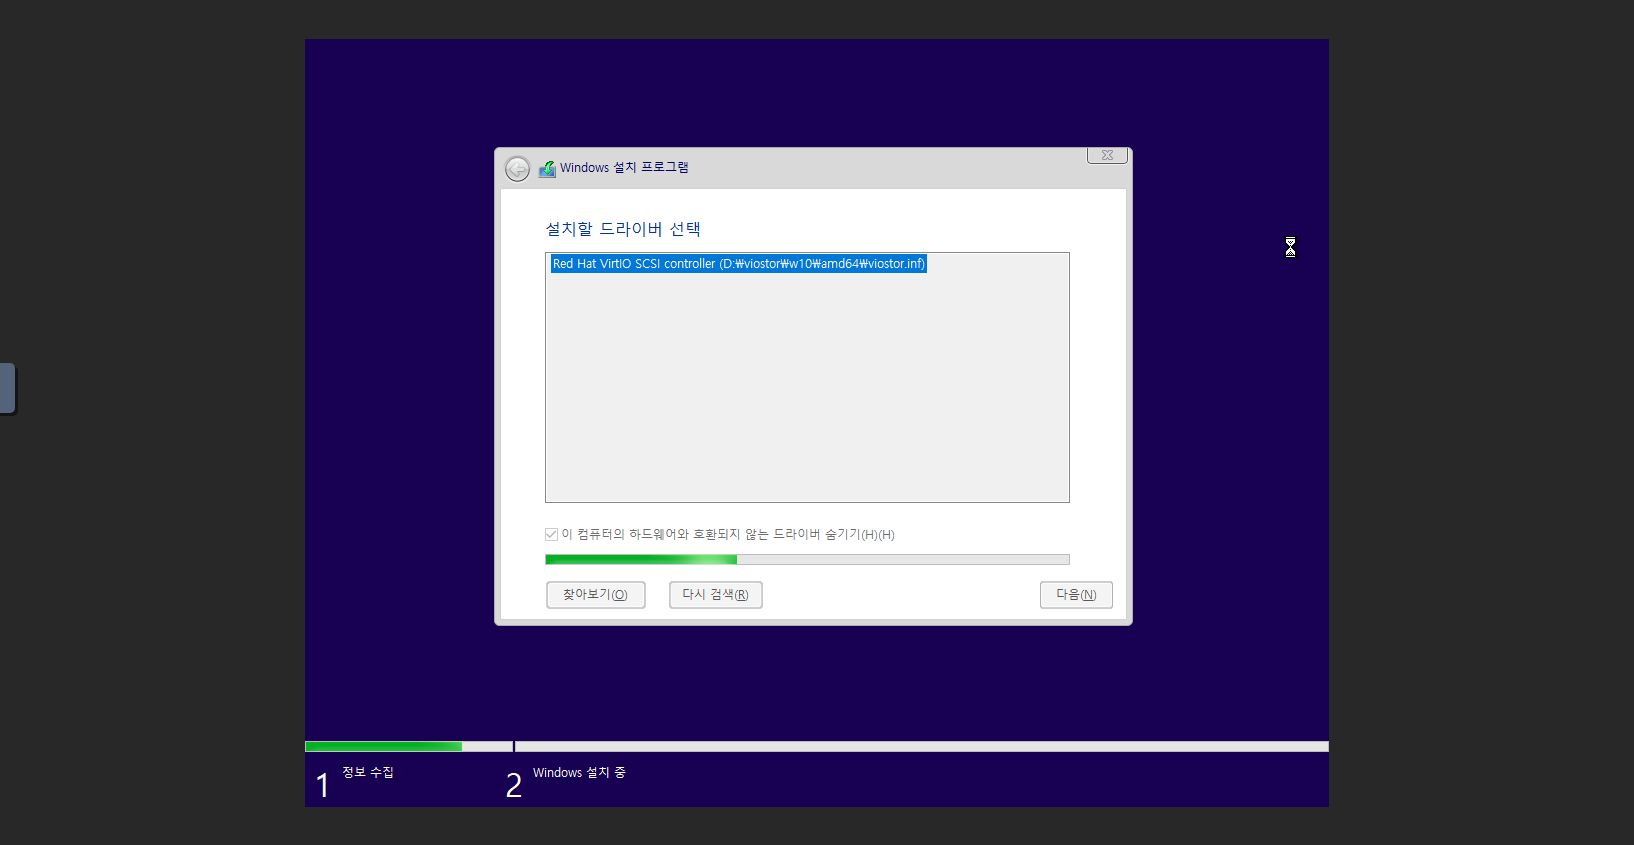 Windows 설치 프로그램
설치할 드라이버 선택
Red Hat VirtIO SCSI controller (D:₩viostor₩w10₩amd64₩viostor.inf)
이 컴퓨터의 하드웨어와 호환되지 않는 드라이버 숨기기(H)(H)
찾아보기(O) 다시 검색(R) 다음(N)
1 정보 수집 2 Windows 설치 중